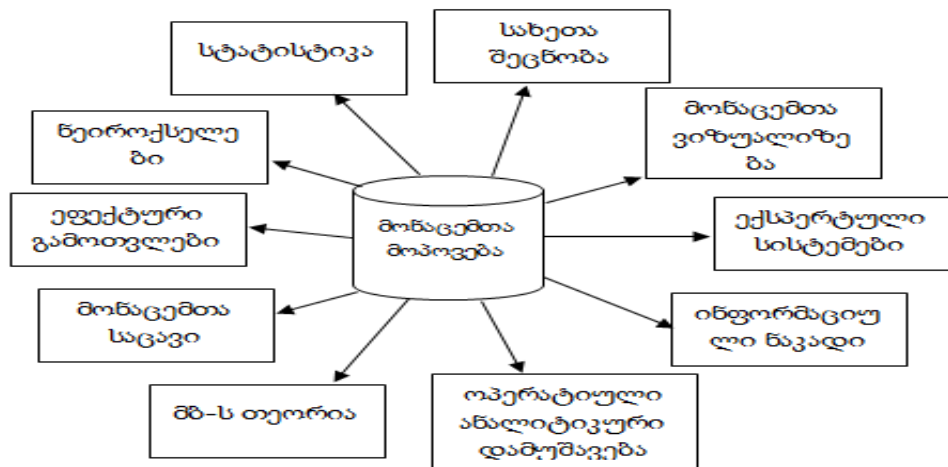 სტატისტიკა
სახეთა
შეცნობა
ნეიროქსელე
ბი
მონაცემთა
ვიზუალიზე
ბა
ეფექტური
გამოთვლები
მონაცემთა
მოპოვება
ექსპერტული
სისტემები
მონაცემთა
საცავი
ინფორმაციუ
ლი ნაკადი
მბ-ს თეორია
ოპერატიული
ანალიტიკური
დამუშავება